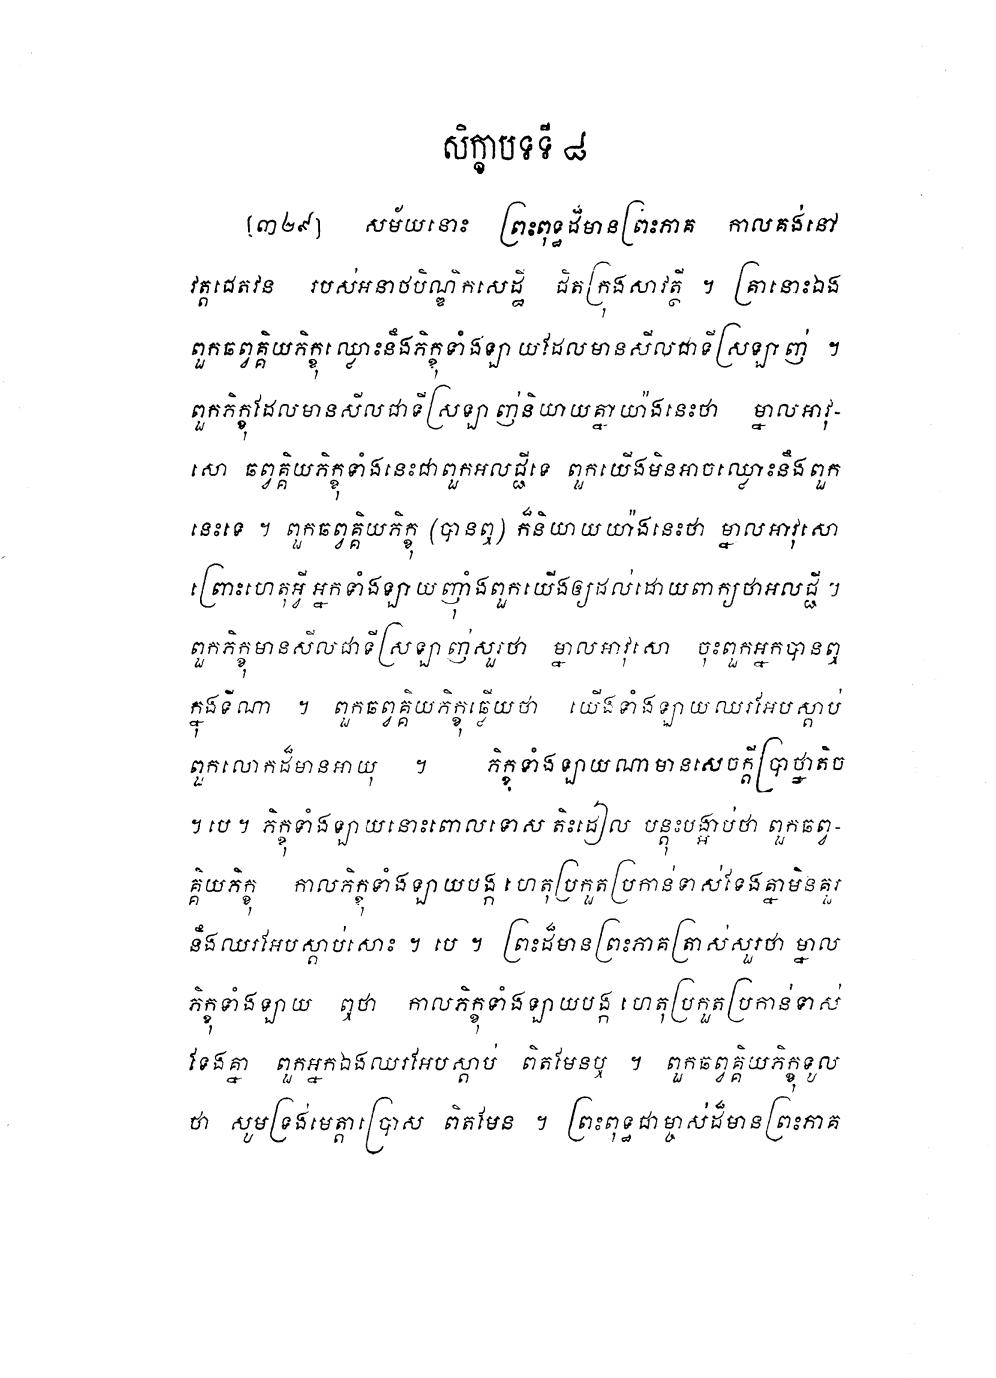 សិក្ខាបទទី ៨
(៣២៩) សម័យនោះ ព្រះពុទ្ធដ៏មានព្រះភាគ កាលគង់នៅ
វត្តជេតវន របស់អនាថបិណ្ឌិកសេដ្ឋី ជិតក្រុងសាវត្ថី ។ គ្រានោះឯង
ពួកឆព្វគ្គិយភិក្ខុឈ្លោះនឹងភិក្ខុទាំងឡាយដែលមានសីលជាទីស្រឡាញ់ ។
ពួកភិក្ខុដែលមានសីលជាទីស្រឡាញ់និយាយគ្នាយ៉ាងនេះថា ម្នាលអាវុ-
សោ ឆព្វគ្គិយភិក្ខុទាំងនេះជាពួកអលជ្ជីទេ ពួកយើងមិនអាចឈ្លោះនឹងពួក
នេះទេ ។ ពួកឆព្វគ្គិយភិក្ខុ (បានឮ) ក៏និយាយយ៉ាងនេះថា ម្នាលអាវុសោ
ព្រោះហេតុអ្វី អ្នកទាំងឡាយញ៉ាំងពួកយើងឲ្យដល់ដោយពាក្យថាអលជ្ជី ។
ពួកភិក្ខុមានសីលជាទីស្រឡាញ់សួរថា ម្នាលអាវុសោ ចុះពួកអ្នកបានឮ
ក្នុងទីណា ។ ពួកឆព្វគ្គិយភិក្ខុឆ្លើយថា យើងទាំងឡាយឈរអែបស្តាប់
ពួកលោកដ៏មានអាយុ ។ ភិក្ខុទាំងឡាយណាមានសេចក្តីប្រាថ្នាតិច
។ បេ ។ ភិក្ខុទាំងឡាយនោះពោលទោស តិះដៀល បន្តុះបង្អាប់ថា ពួកឆព្វ-
គ្គិយភិក្ខុ កាលភិក្ខុទាំងឡាយបង្ក ហេតុប្រកួតប្រកាន់ទាស់ទែងគ្នាមិនគួរ
នឹងឈរអែបស្តាប់សោះ ។ បេ ។ ព្រះដ៏មានព្រះភាគត្រាស់សួរថា ម្នាល
ភិក្ខុទាំងឡាយ ឮថា កាលភិក្ខុទាំងឡាយបង្ក ហេតុប្រកួតប្រកាន់ទាស់
ទែងគ្នា ពួកអ្នកឯងឈរអែបស្តាប់ ពិតមែនឬ ។ ពួកឆព្វគ្គិយភិក្ខុទូល
ថា សូមទ្រង់មេត្តាប្រោស ពិតមែន ។ ព្រះពុទ្ធជាម្ចាស់ដ៏មានព្រះភាគ